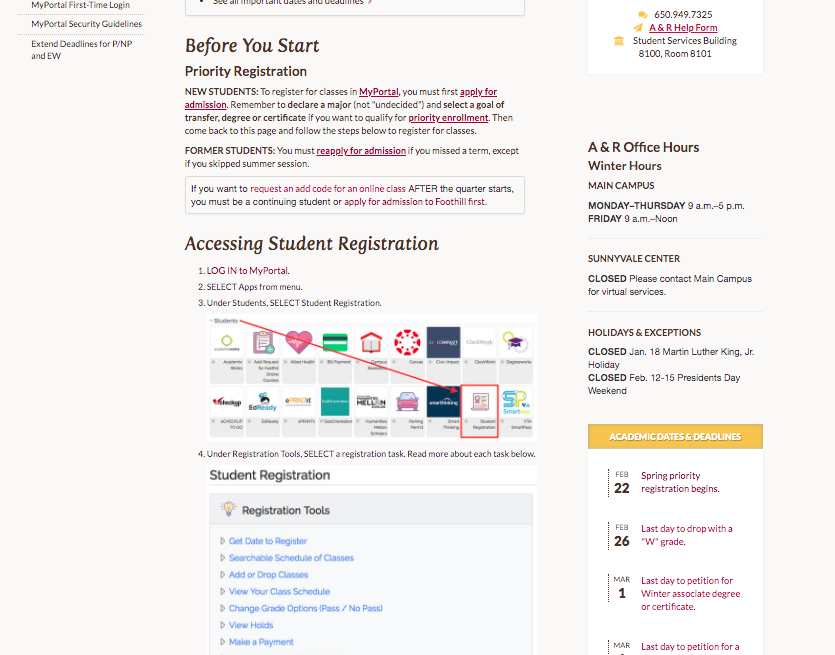 MyPortal First-Time Login
MyPortal Security Guidelines
Extend Deadlines for P/NP
and EW
See all important dates and deadlines
Before You Start
Priority Registration
NEW STUDENTS: To register for classes in MyPortal, you must first apply for
admission. Remember to declare a major (not "undecided") and select a goal of
transfer, degree or certificate if you want to qualify for priority enrollment. Then
come back to this page and follow the steps below to register for classes.
FORMER STUDENTS: You must reapply for admission if you missed a term, except
if you skipped summer session.
If you want to request an add code for an online class AFTER the quarter starts,
you must be a continuing student or apply for admission to Foothill first.
Accessing Student Registration
1. LOG IN to MyPortal.
2. SELECT Apps from menu.
3. Under Students, SELECT Student Registration.
Students
COMPACT
ClockWork
Academic
Works
Add Request
for Foothill
Online
Courses
Allied Health
Bill Payment
Campus
Canvas
Civic Impact
ClockWork
Degreeworks
eCheckup
EdReady
ePRINTit
GoOrientation
MELLON
smarthinking
eCHECKUP
TO GO
EdReady
ePRINTit
GoOrientation
Humanities
Mellon
Scholars
Parking
Permit
Smart
Thinking
Student
Registration
VTA
SmartPass
4. Under Registration Tools, SELECT a registration task. Read more about each task below.
Student Registration
Registration Tools
Get Date to Register
Searchable Schedule of Classes
Add or Drop Classes
View Your Class Schedule
Change Grade Options (Pass / No Pass)
View Holds
Make a Payment
650.949.7325
A & R Help Form
Student Services Building
8100, Room 8101
A & R Office Hours
Winter Hours
MAIN CAMPUS
MONDAY–THURSDAY 9 a.m.–5 p.m.
FRIDAY 9 a.m.–Noon
SUNNYVALE CENTER
CLOSED Please contact Main Campus
for virtual services.
HOLIDAYS & EXCEPTIONS
CLOSED Jan. 18 Martin Luther King, Jr.
Holiday
CLOSED Feb. 12-15 Presidents Day
Weekend
ACADEMIC DATES & DEADLINES
FEB
22
Spring priority
registration begins.
FEB
26
Last day to drop with a
"W" grade.
MAR
1
Last day to petition for
Winter associate degree
or certificate.
MAR
Last day to petition for a